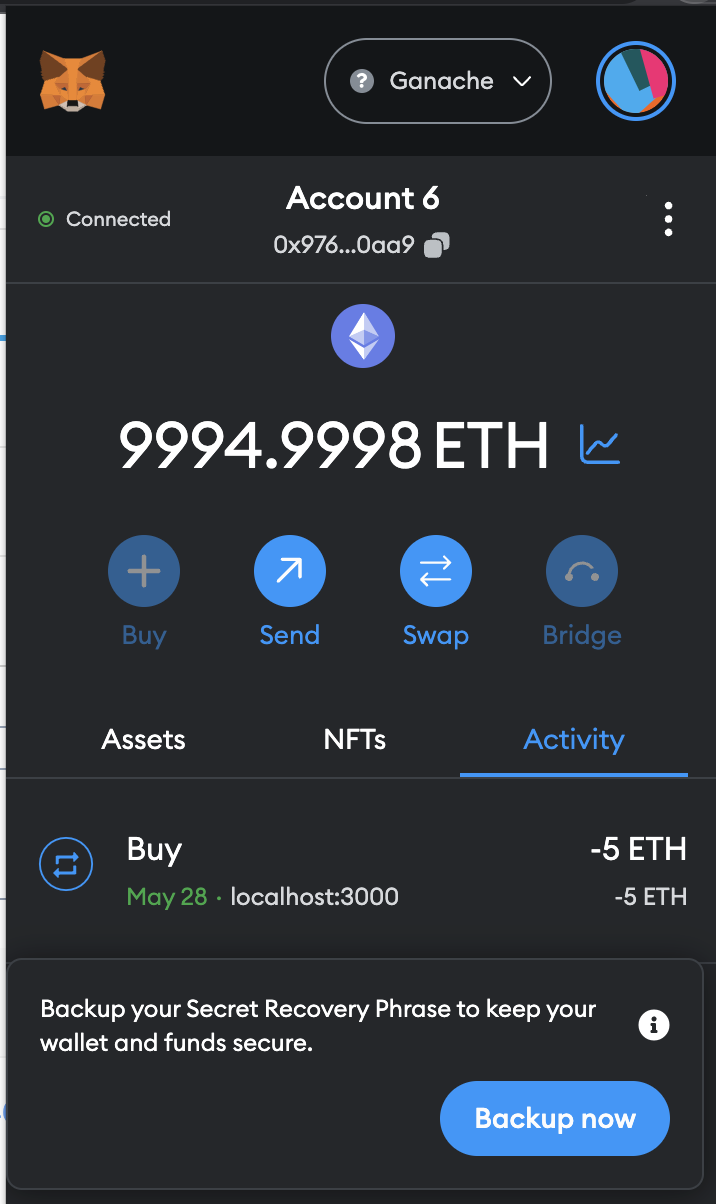 ? Ganache
Connected
Account 6
0x976...0aa9
9994.9998 ETH
Buy
Send
Swap
Bridge
Assets
NFTs
Activity
Buy
-5 ETH
May 28 · localhost:3000
-5 ETH
Backup your Secret Recovery Phrase to keep your
wallet and funds secure.
Backup now